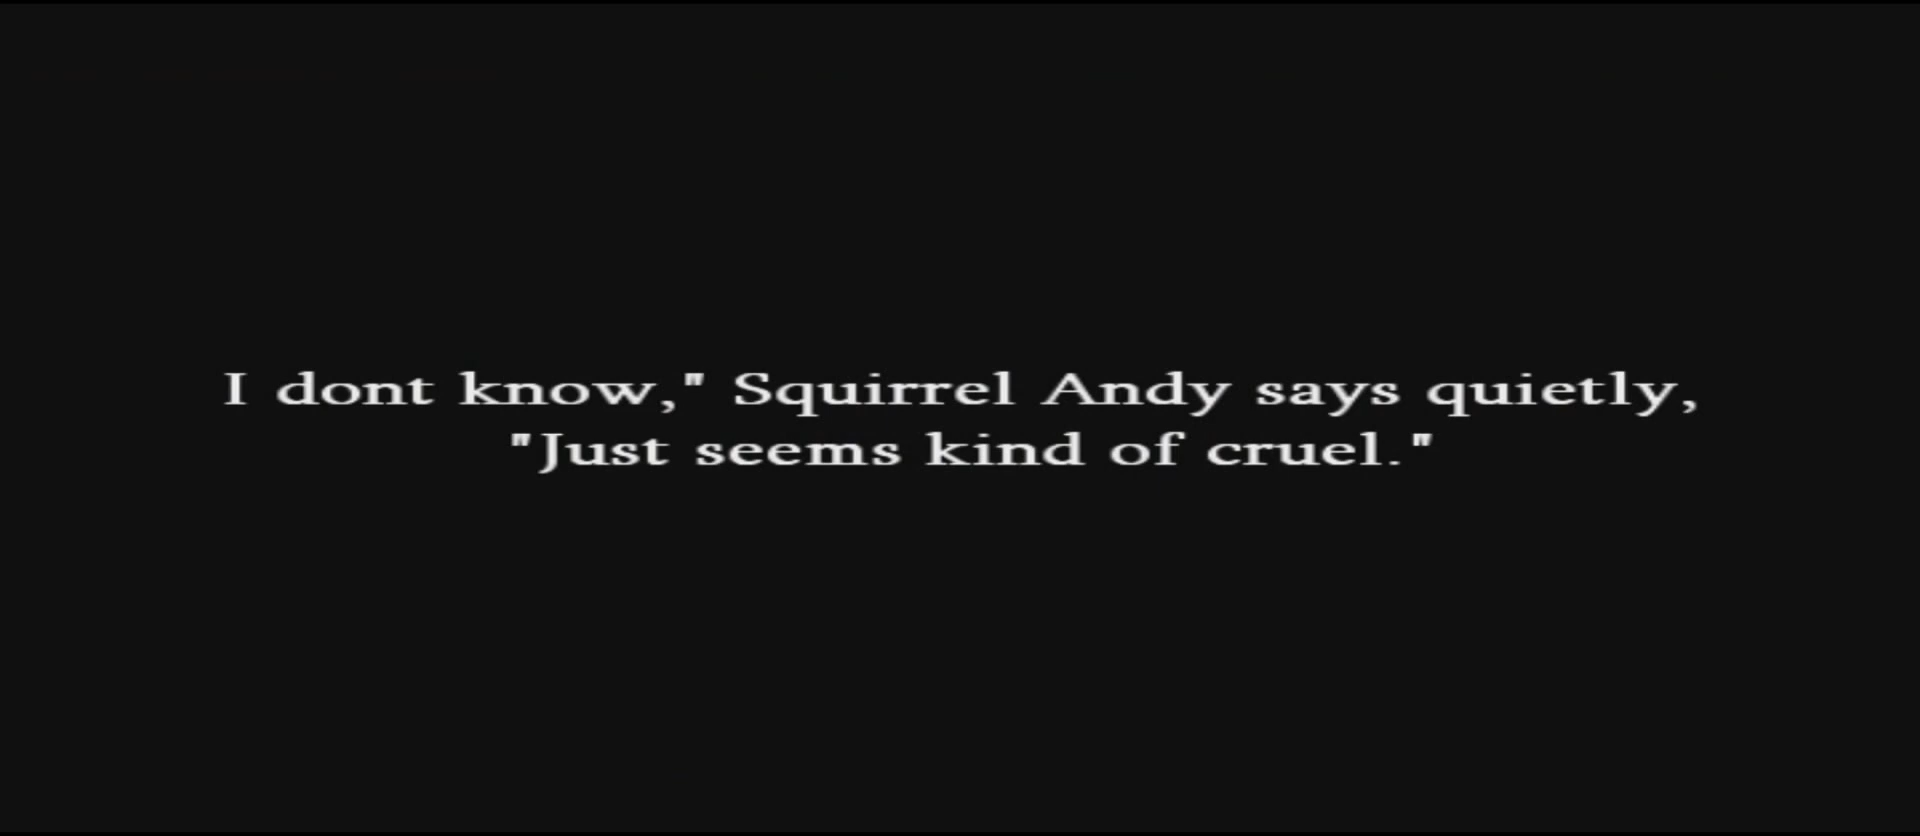 I dont know," Squirrel Andy says quietly,
"Just seems kind of cruel."